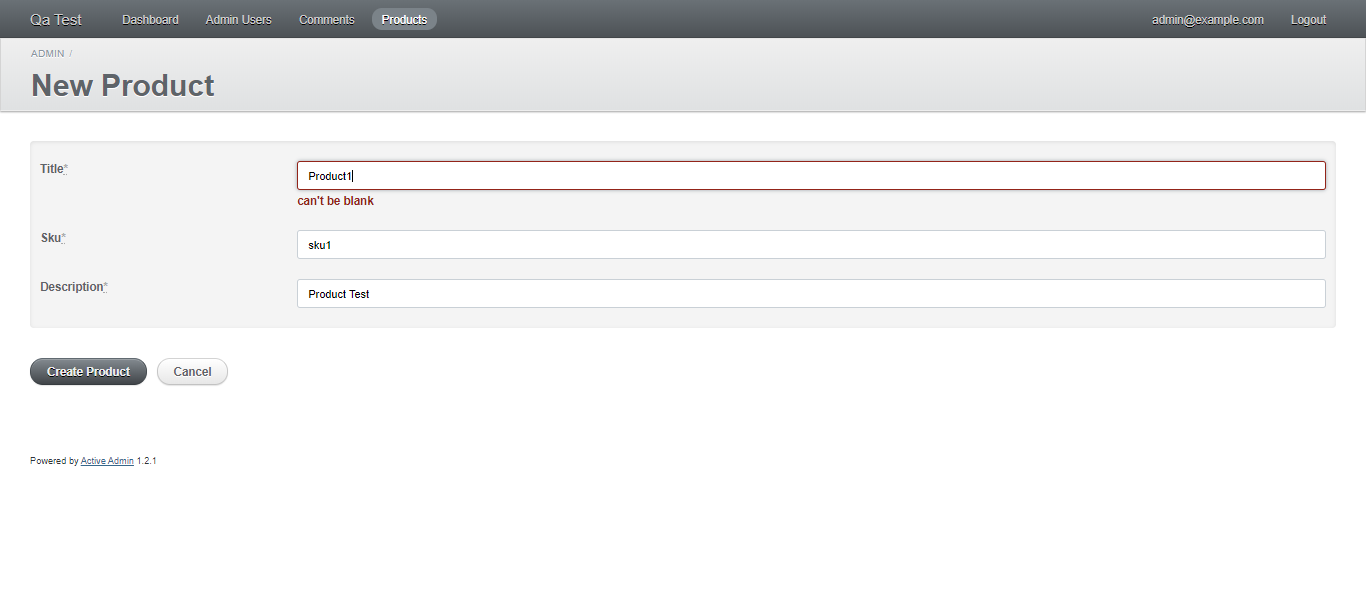 Qa Test Dashboard Admin Users Comments Products admin@example.com Logout
ADMIN /
New Product
Title* Product1
can't be blank
Sku* sku1
Description* Product Test
Create Product Cancel
Powered by Active Admin 1.2.1